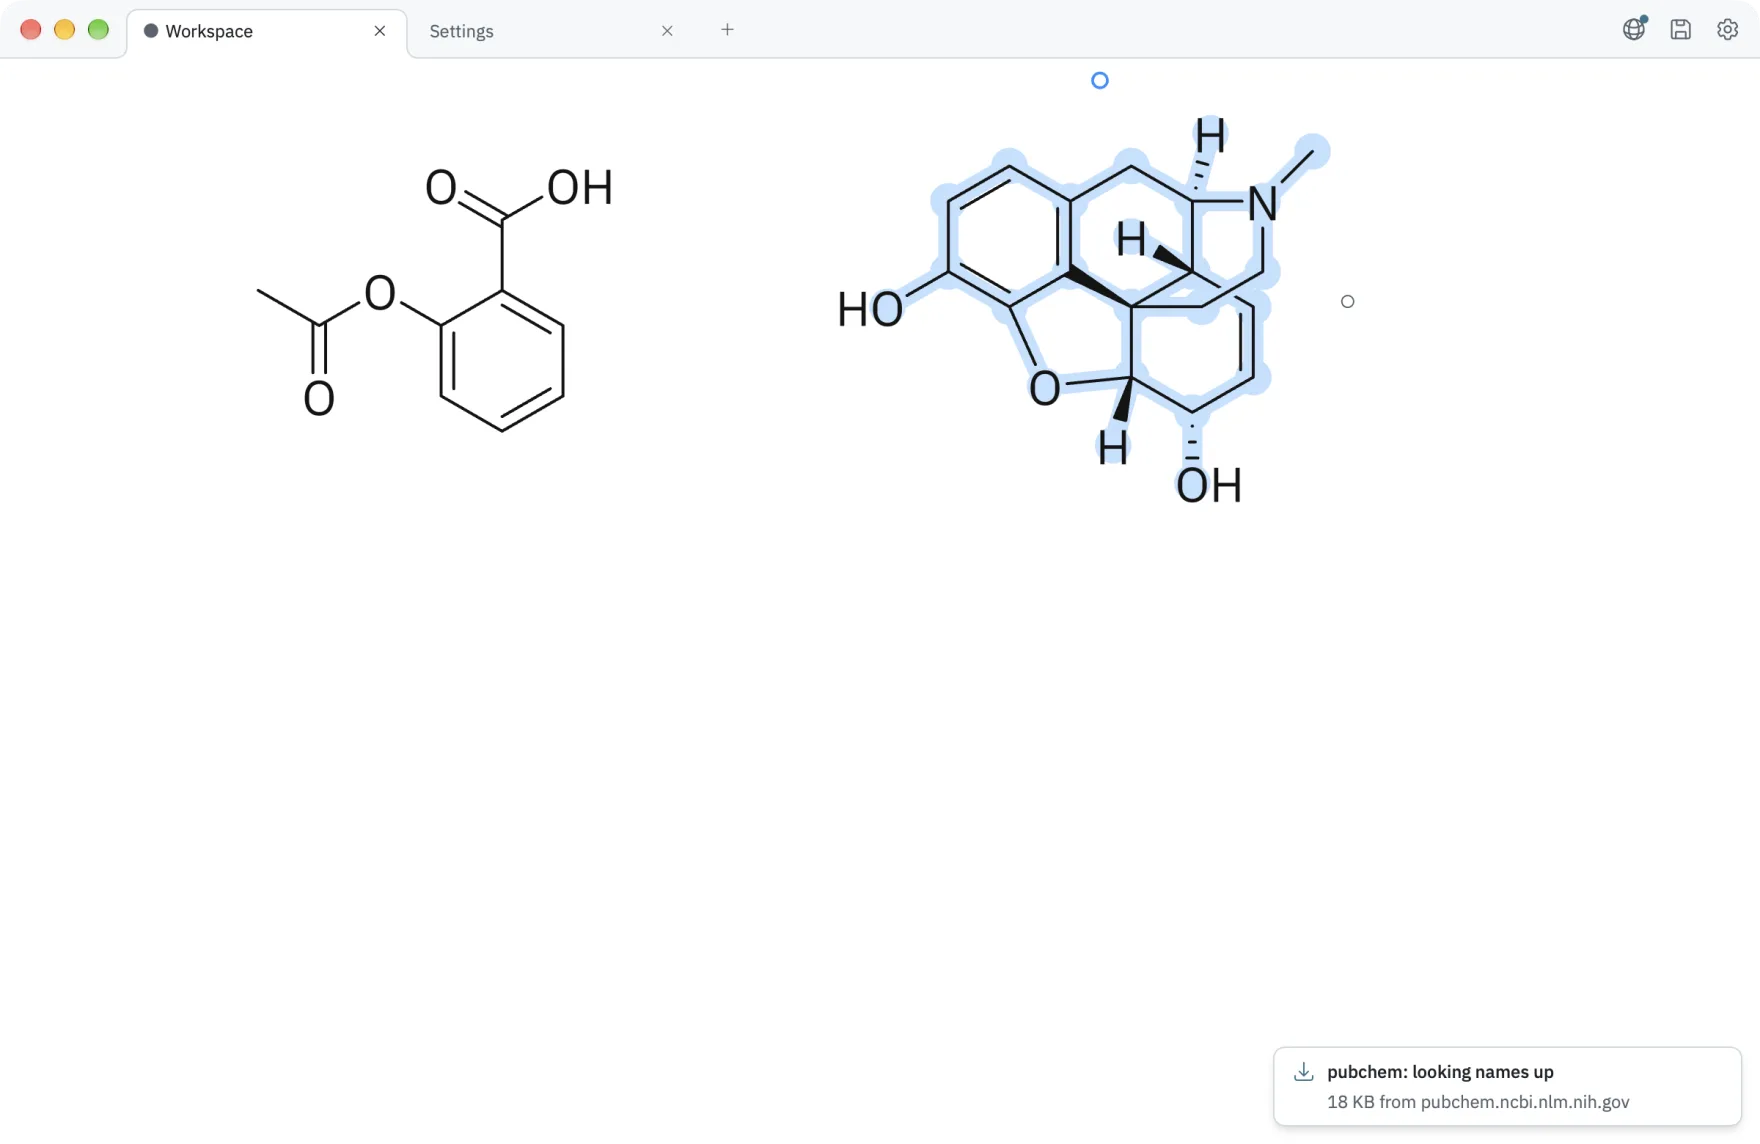 Workspace
Settings
O
OH
O
O
H
N
H
HO
O
H
OH
pubchem: looking names up
18 KB from pubchem.ncbi.nlm.nih.gov